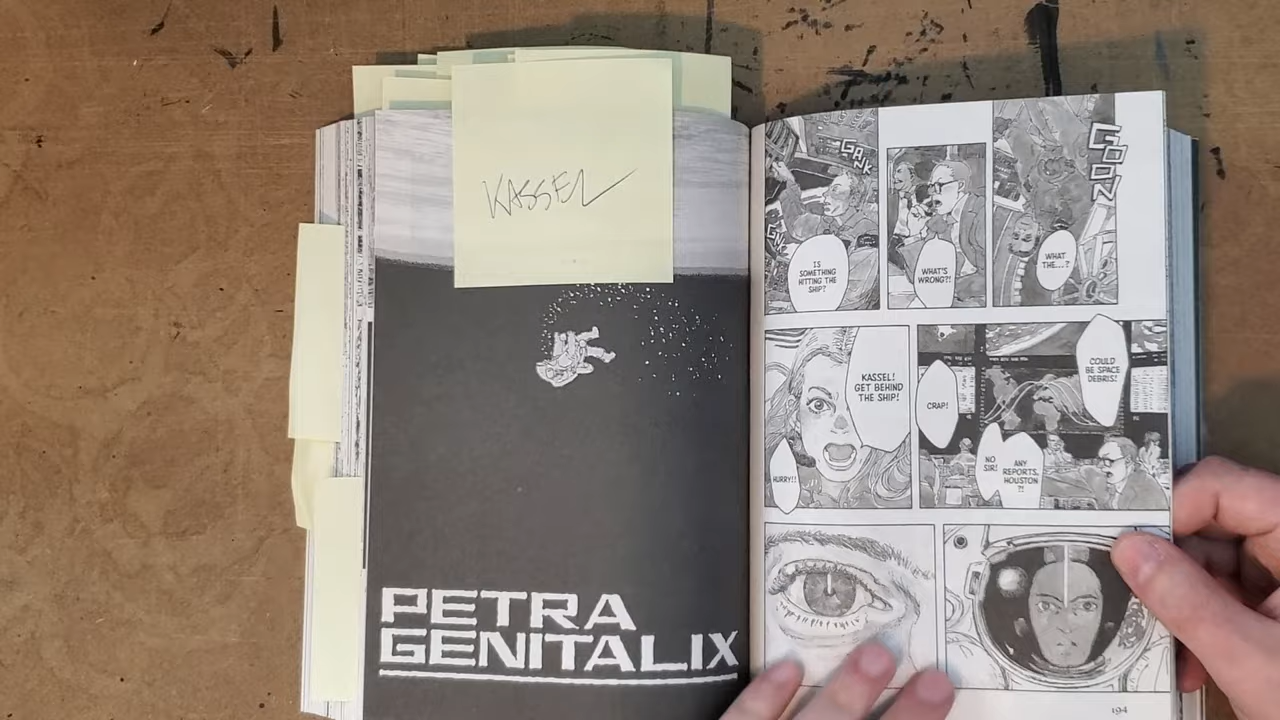 KASSEL
PETRA
GENITALIX
GANK
GNK
IS
SOMETHING
HITTING THE
SHIP?
WHAT'S
WRONG?!
GOON
WHAT
THE...?
KASSEL!
GET BEHIND
THE SHIP!
HURRY!!
CRAP!
COULD
BE SPACE
DEBRIS!
NO
SIR!
ANY
REPORTS,
HOUSTON
?!
194